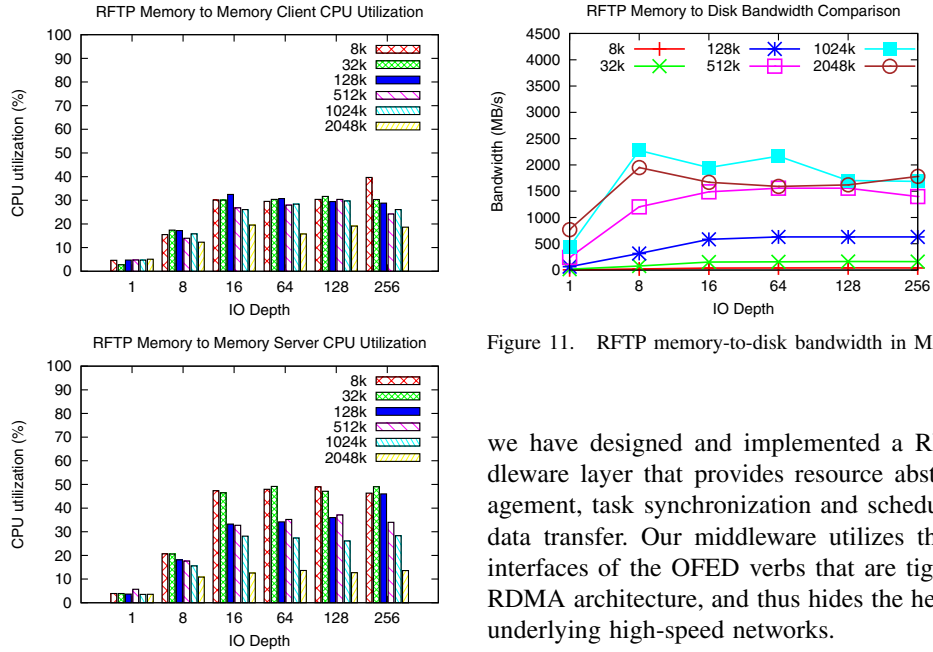 RFTP Memory to Memory Client CPU Utilization
100
90
80
70
60
50
40
30
20
10
0
CPU utilization (%)
8k
32k
128k
512k
1024k
2048k
1 8 16 64 128 256
IO Depth
RFTP Memory to Memory Server CPU Utilization
100
90
80
70
60
50
40
30
20
10
0
CPU utilization (%)
8k
32k
128k
512k
1024k
2048k
1 8 16 64 128 256
IO Depth
RFTP Memory to Disk Bandwidth Comparison
4500
4000
3500
3000
2500
2000
1500
1000
500
0
Bandwidth (MB/s)
8k 128k 1024k
32k 512k 2048k
1 8 16 64 128 256
IO Depth
Figure 11. RFTP memory-to-disk bandwidth in M
we have designed and implemented a R
dleware layer that provides resource abst
agement, task synchronization and schedu
data transfer. Our middleware utilizes th
interfaces of the OFED verbs that are tig
RDMA architecture, and thus hides the he
underlying high-speed networks.